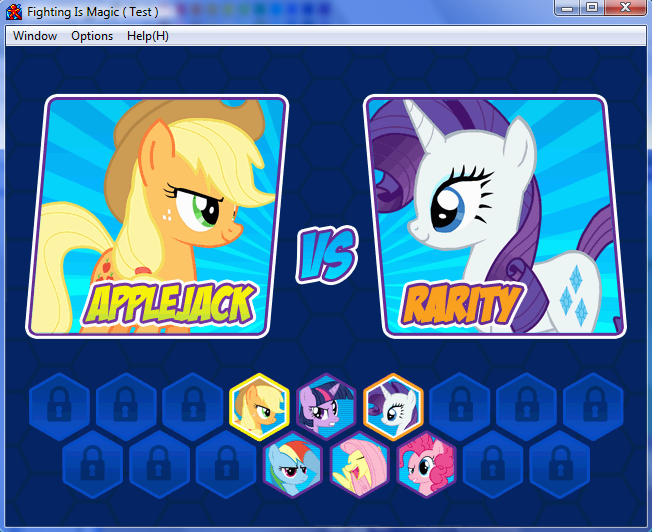 Fighting Is Magic ( Test )
Window Options Help(H)
VS
APPLEJACK
RARITY